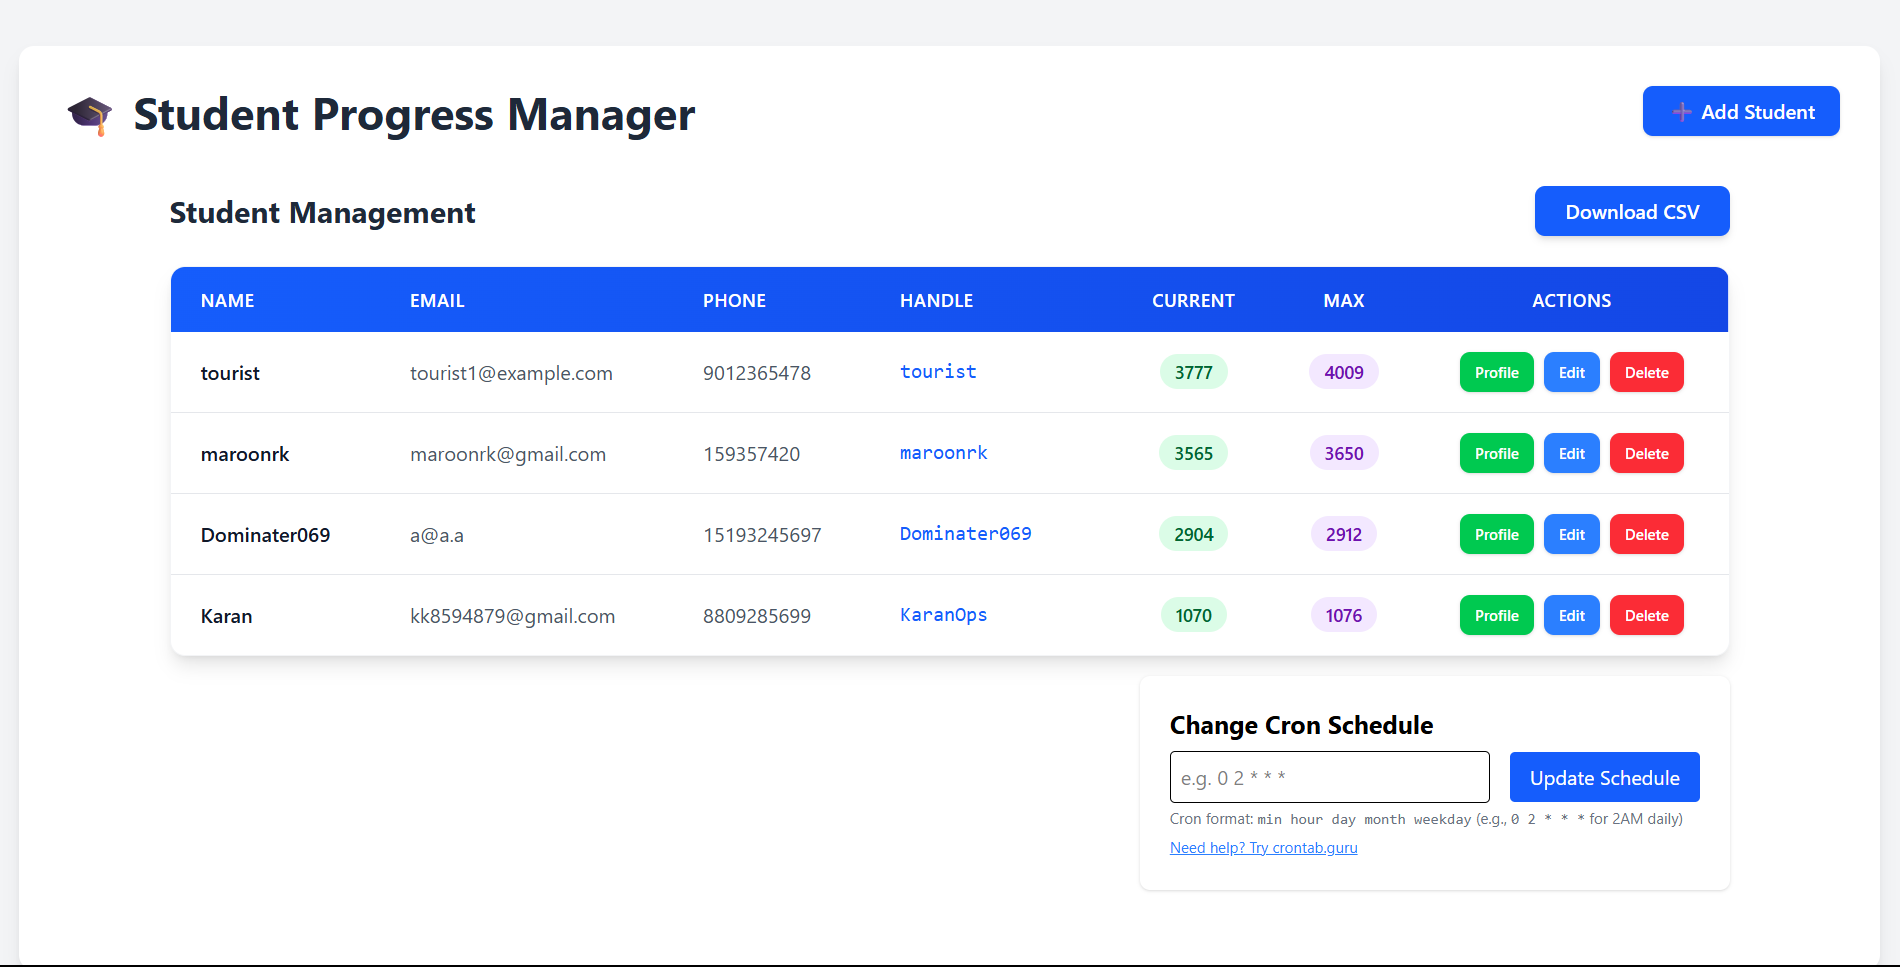 Student Progress Manager
Add Student
Student Management
Download CSV
NAME EMAIL PHONE HANDLE CURRENT MAX ACTIONS
tourist tourist1@example.com 9012365478 tourist 3777 4009 Profile Edit Delete
maroonrk maroonrk@gmail.com 159357420 maroonrk 3565 3650 Profile Edit Delete
Dominater069 a@a.a 15193245697 Dominater069 2904 2912 Profile Edit Delete
Karan kk8594879@gmail.com 8809285699 KaranOps 1070 1076 Profile Edit Delete
Change Cron Schedule
e.g. 0 2 * * * Update Schedule
Cron format: min hour day month weekday (e.g., 0 2 * * * for 2AM daily)
Need help? Try crontab.guru